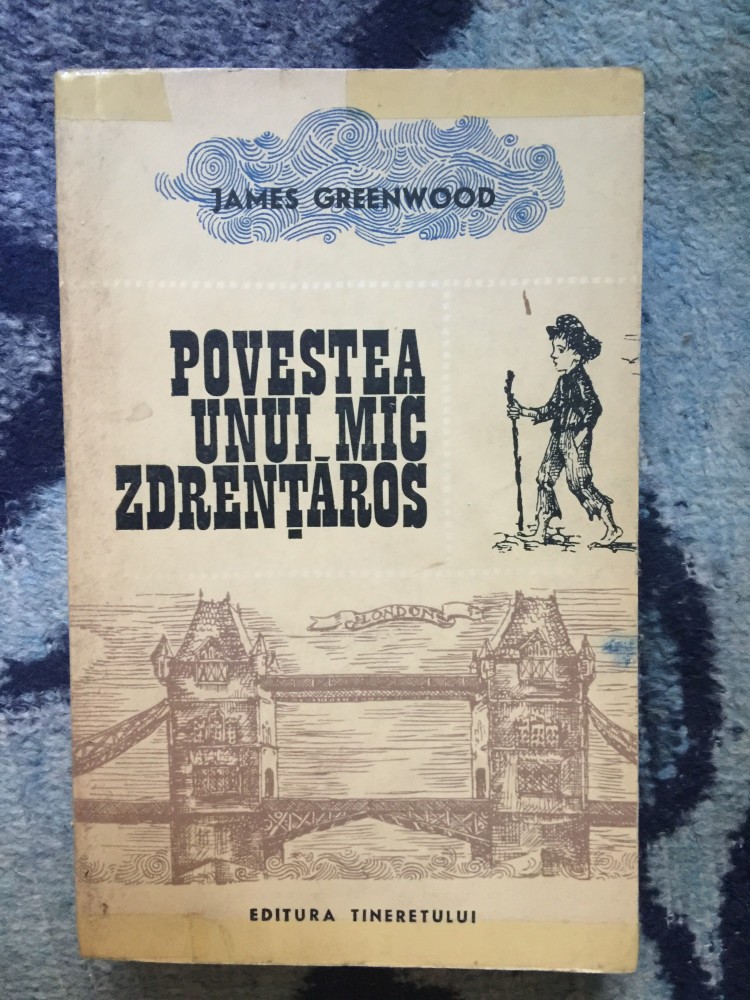 JAMES GREENWOOD
POVESTEA
UNUI MIC
ZDRENȚĂROS
LONDON
EDITURA TINERETULUI